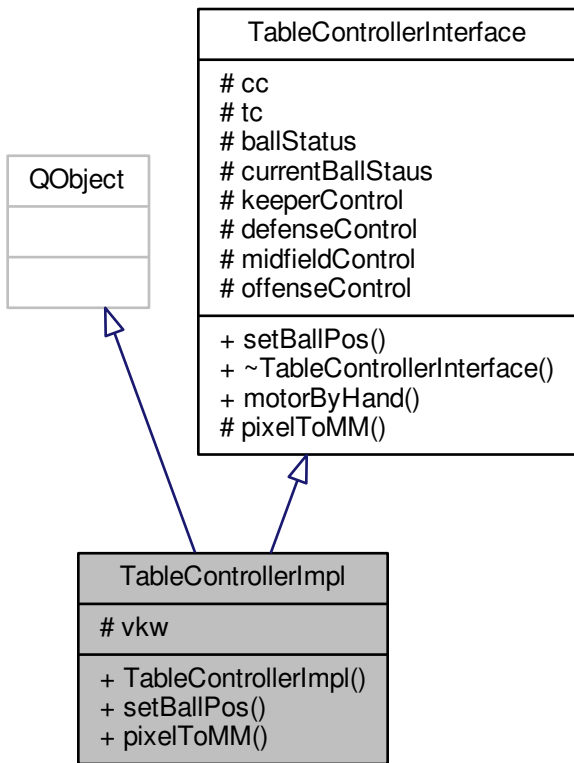 TableControllerInterface
# cc
# tc
# ballStatus
# currentBallStaus
# keeperControl
# defenseControl
# midfieldControl
# offenseControl
+ setBallPos()
+ ~TableControllerInterface()
+ motorByHand()
# pixelToMM()
QObject
TableControllerImpl
# vkw
+ TableControllerImpl()
+ setBallPos()
+ pixelToMM()